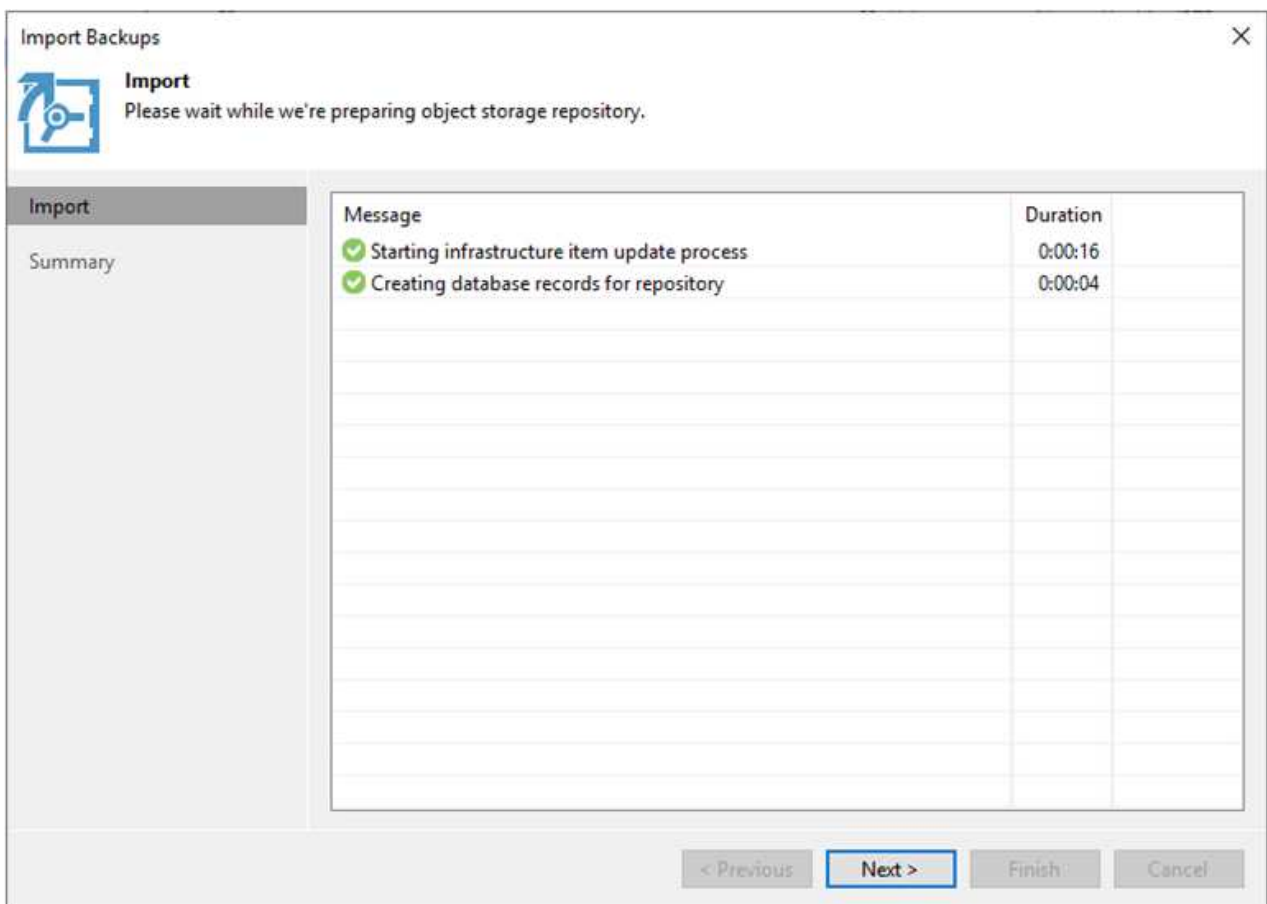 Import Backups
Import
Please wait while we're preparing object storage repository.
Import
Summary
Message Duration
Starting infrastructure item update process 0:00:16
Creating database records for repository 0:00:04
< Previous Next > Finish Cancel